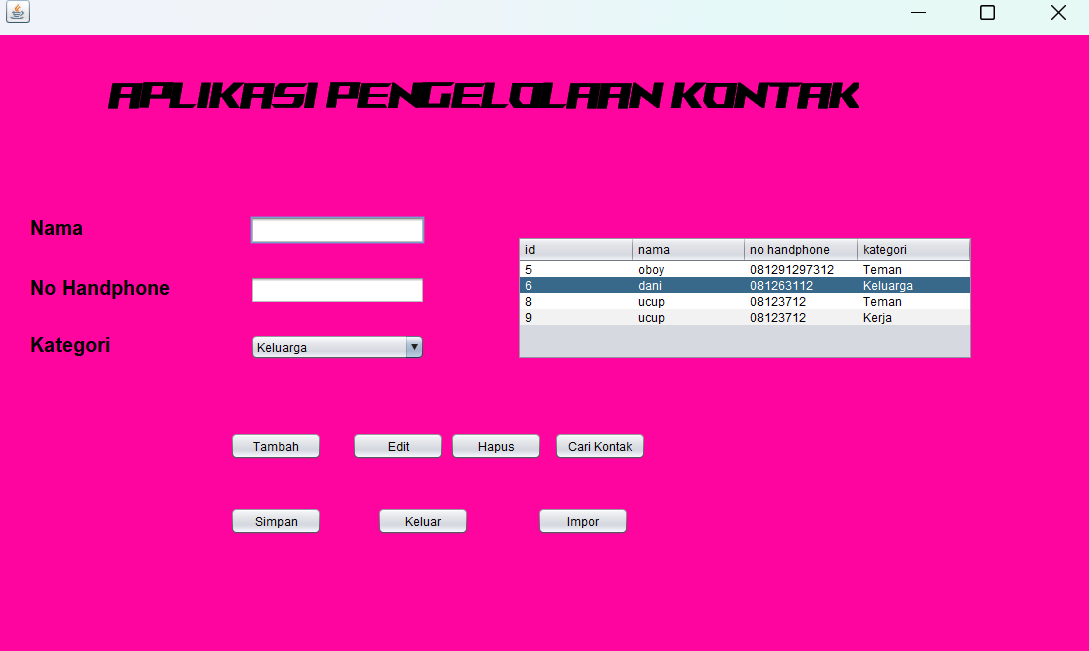 APLIKASI PENGELOLAAN KONTAK
Nama
No Handphone
Kategori
Keluarga
id nama no handphone kategori
5 oboy 081291297312 Teman
6 dani 081263112 Keluarga
8 ucup 08123712 Teman
9 ucup 08123712 Kerja
Tambah Edit Hapus Cari Kontak
Simpan Keluar Impor